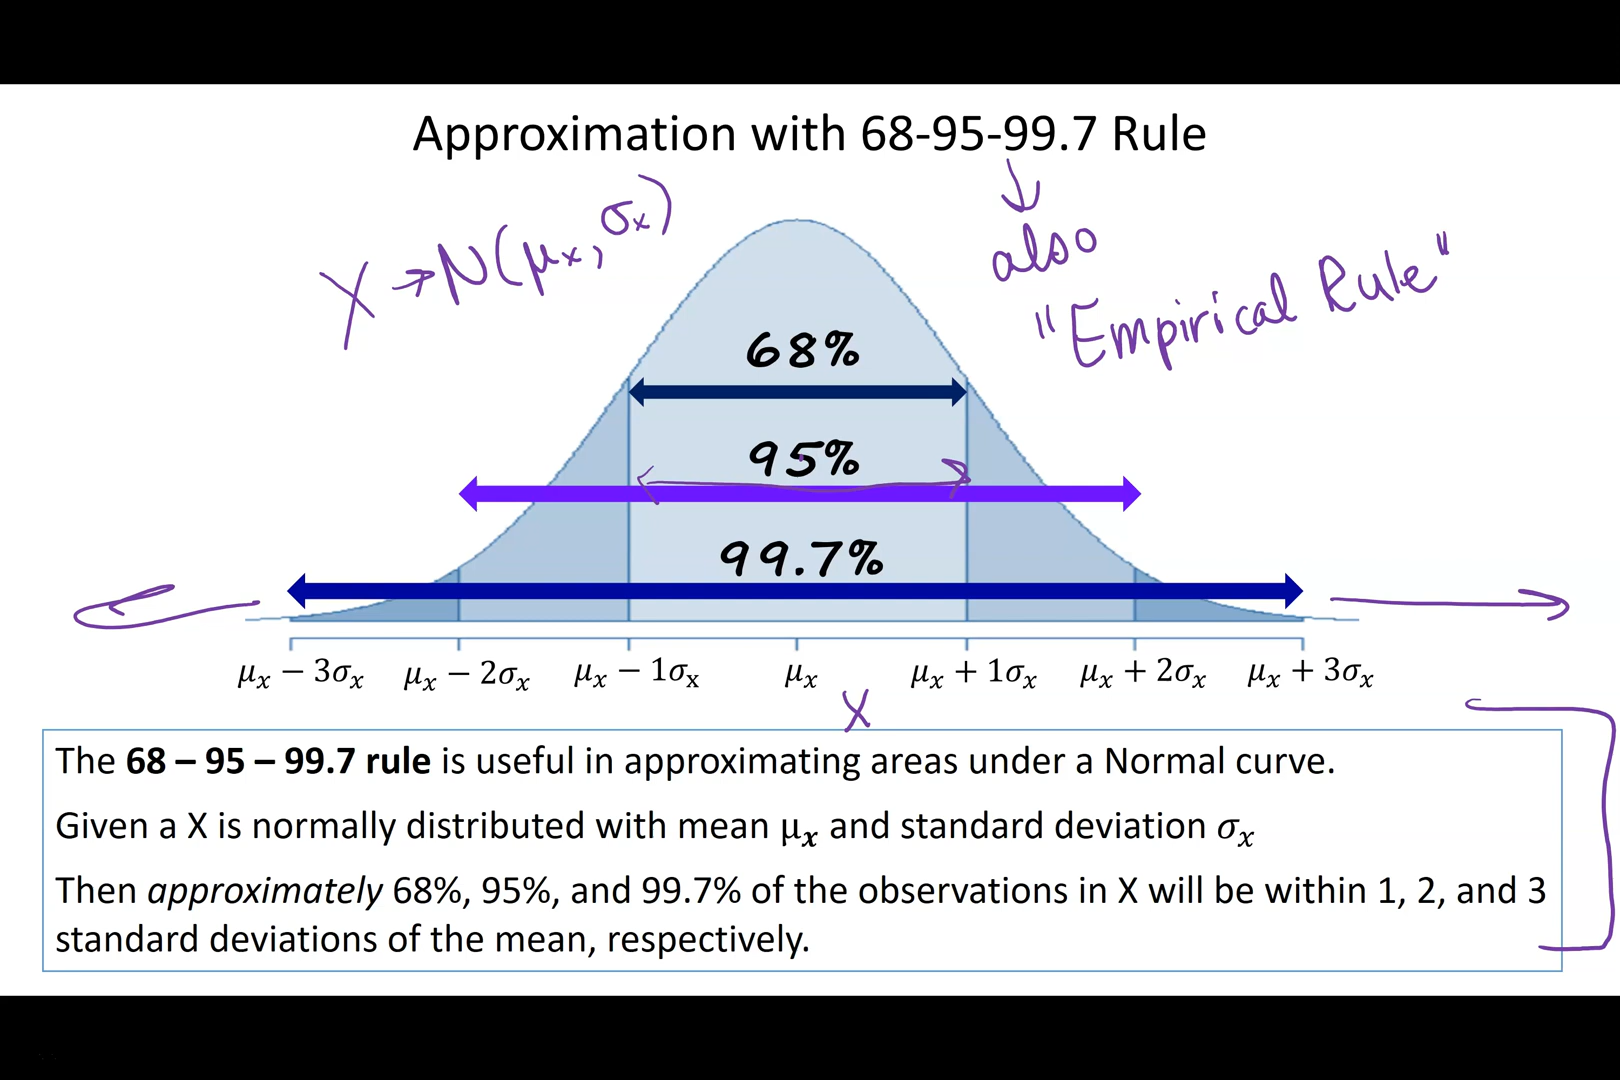 Approximation with 68-95-99.7 Rule
X → N(μx, σx)
↓
also
"Empirical Rule"
68%
95%
99.7%
μx − 3σx μx − 2σx μx − 1σx μx μx + 1σx μx + 2σx μx + 3σx
X
The 68 – 95 – 99.7 rule is useful in approximating areas under a Normal curve.
Given a X is normally distributed with mean μx and standard deviation σx
Then approximately 68%, 95%, and 99.7% of the observations in X will be within 1, 2, and 3
standard deviations of the mean, respectively.